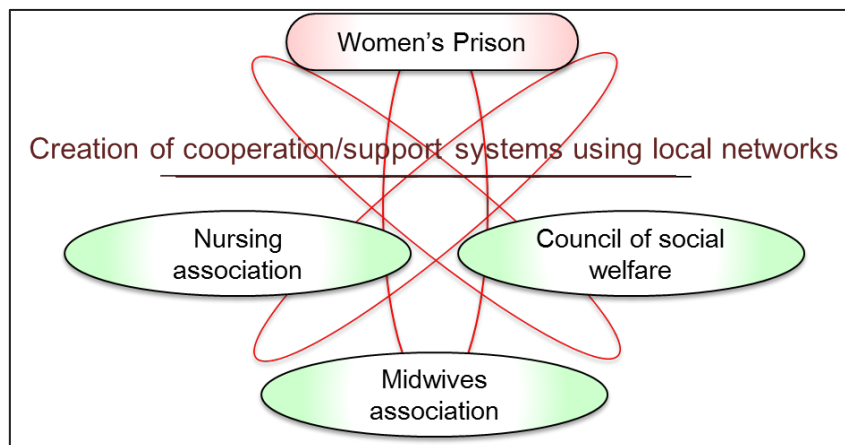 Women’s Prison
Creation of cooperation/support systems using local networks
Nursing
association
Council of social
welfare
Midwives
association